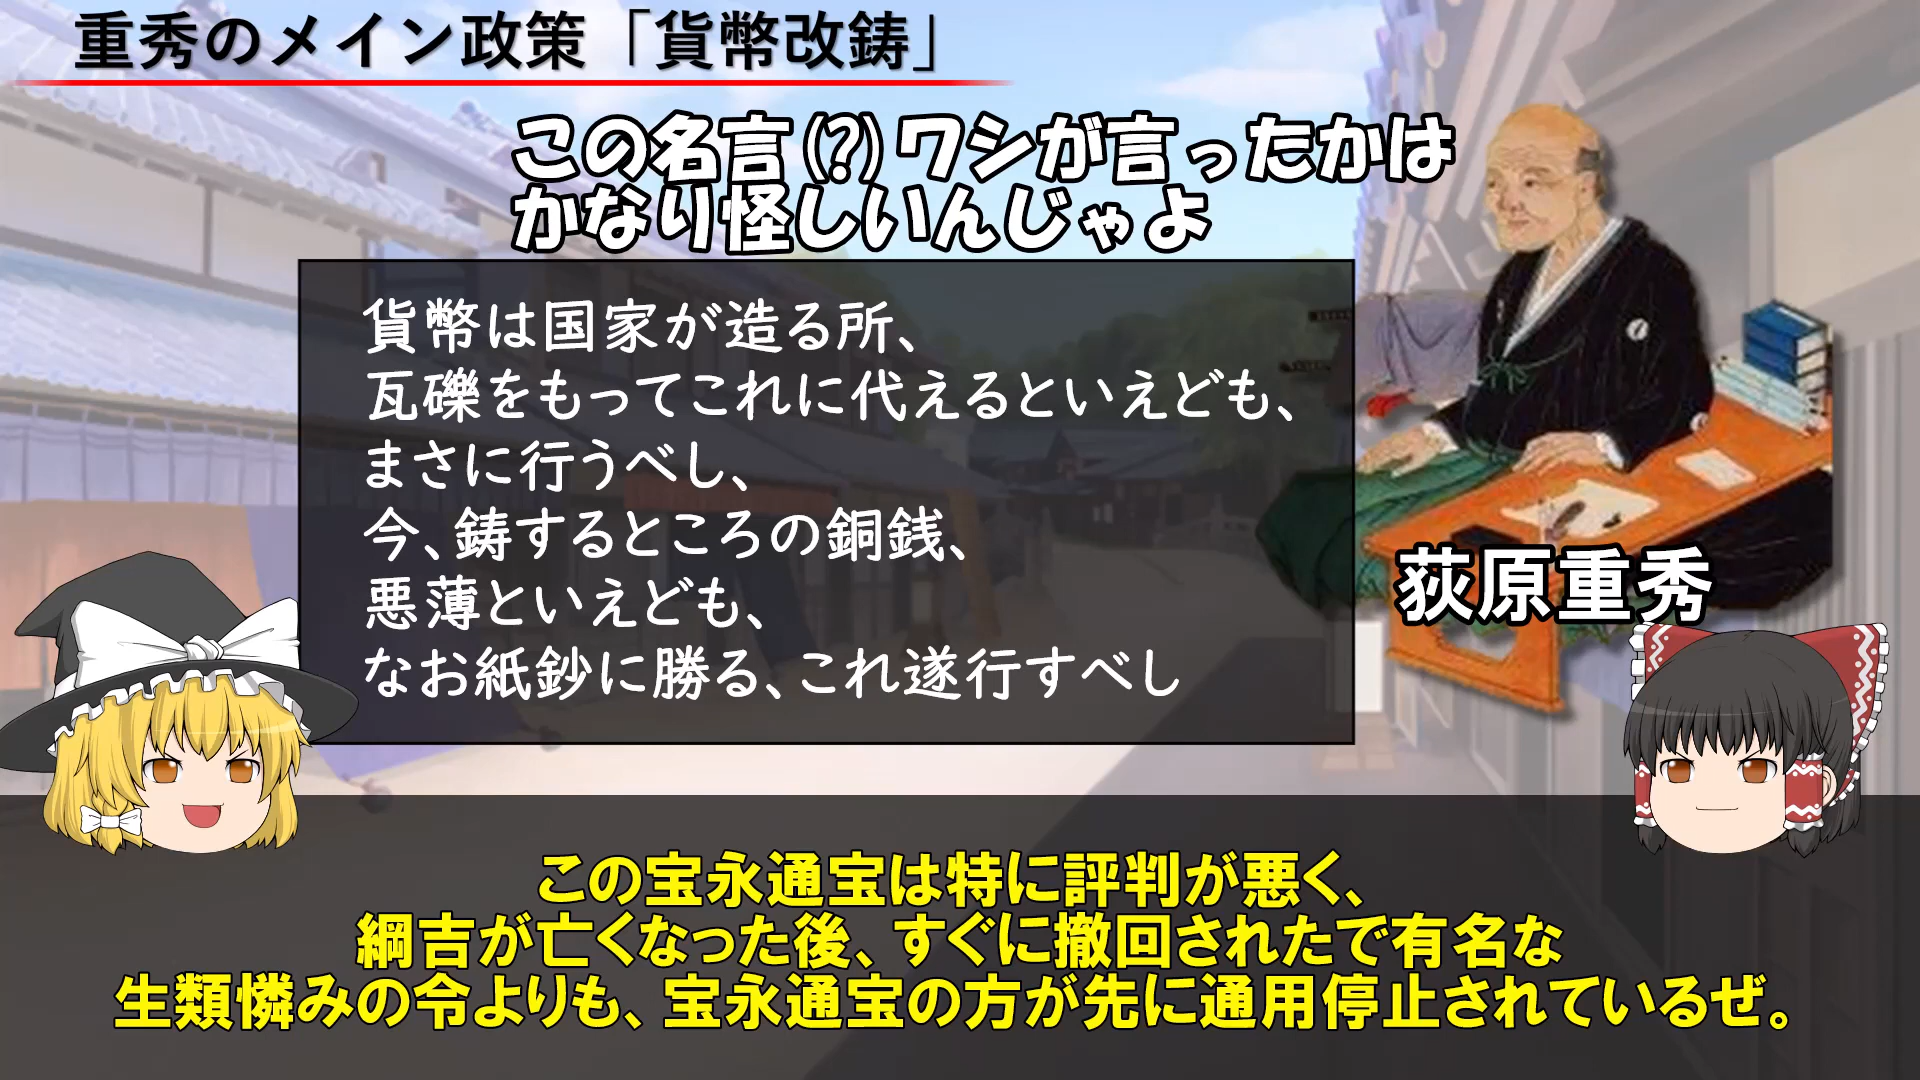 重秀のメイン政策「貨幣改鋳」
この名言(?)ワシが言ったかは
かなり怪しいんじゃよ
貨幣は国家が造る所、
瓦礫をもってこれに代えるといえども、
まさに行うべし、
今、鋳するところの銅銭、
悪薄といえども、
なお紙鈔に勝る、これ遂行すべし
荻原重秀
この宝永通宝は特に評判が悪く、
綱吉が亡くなった後、すぐに撤回されたで有名な
生類憐みの令よりも、宝永通宝の方が先に通用停止されているぜ。